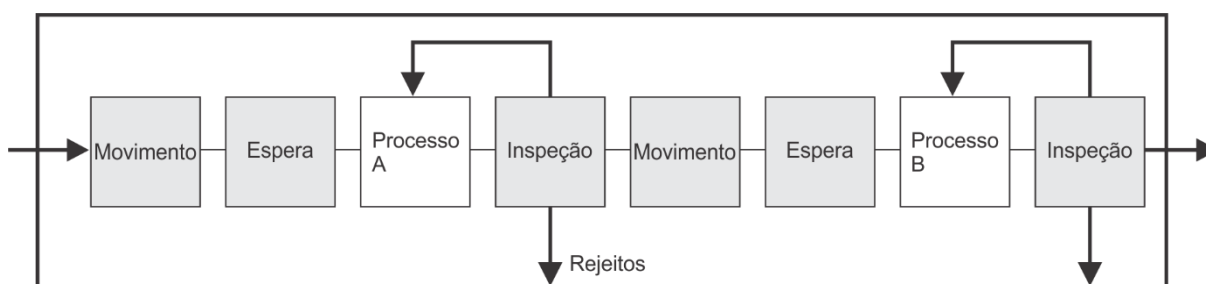 Movimento
Espera
Processo
A
Inspeção
Movimento
Espera
Processo
B
Inspeção
Rejeitos